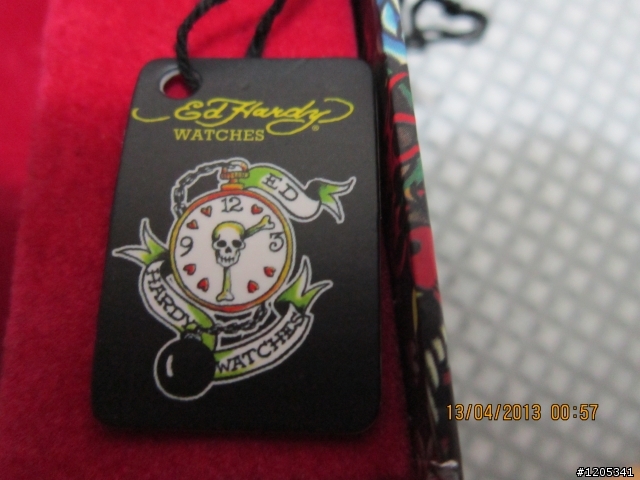 Ed Hardy®
WATCHES
ED
12
9 3
HARDY
WATCHES
13/04/2013 00:57
#1205341